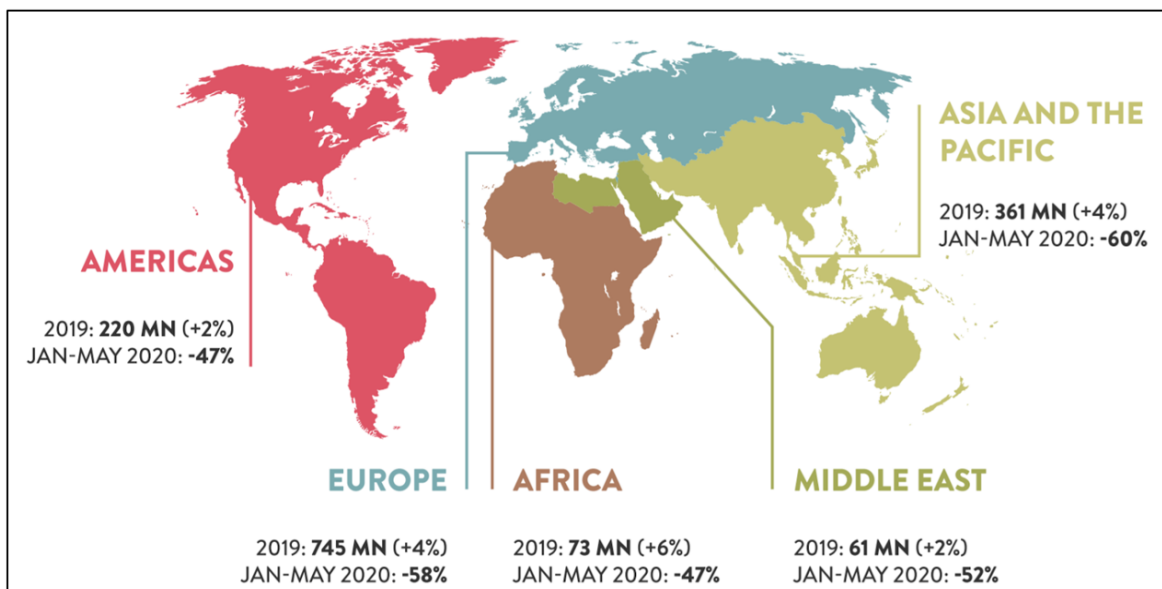 ASIA AND THE
PACIFIC
2019: 361 MN (+4%)
JAN-MAY 2020: -60%
AMERICAS
2019: 220 MN (+2%)
JAN-MAY 2020: -47%
EUROPE
2019: 745 MN (+4%)
JAN-MAY 2020: -58%
AFRICA
2019: 73 MN (+6%)
JAN-MAY 2020: -47%
MIDDLE EAST
2019: 61 MN (+2%)
JAN-MAY 2020: -52%